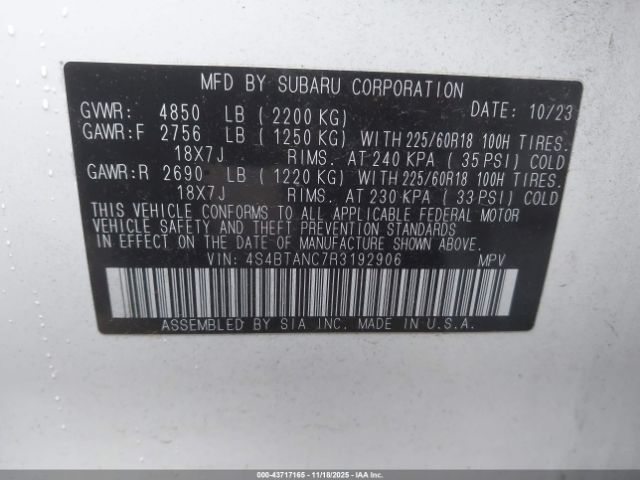 MFD BY SUBARU CORPORATION
GVWR: 4850 LB (2200 KG) DATE: 10/23
GAWR:F 2756 LB (1250 KG) WITH 225/60R18 100H TIRES.
18X7J RIMS. AT 240 KPA (35 PSI) COLD
GAWR:R 2690 LB (1220 KG) WITH 225/60R18 100H TIRES.
18X7J RIMS. AT 230 KPA (33 PSI) COLD
THIS VEHICLE CONFORMS TO ALL APPLICABLE FEDERAL MOTOR
VEHICLE SAFETY AND THEFT PREVENTION STANDARDS
IN EFFECT ON THE DATE OF MANUFACTURE SHOWN ABOVE.
VIN: 4S4BTANC7R3192906 MPV
ASSEMBLED BY SIA INC. MADE IN U.S.A.
000-43717165 - 11/18/2025 - IAAI.COM